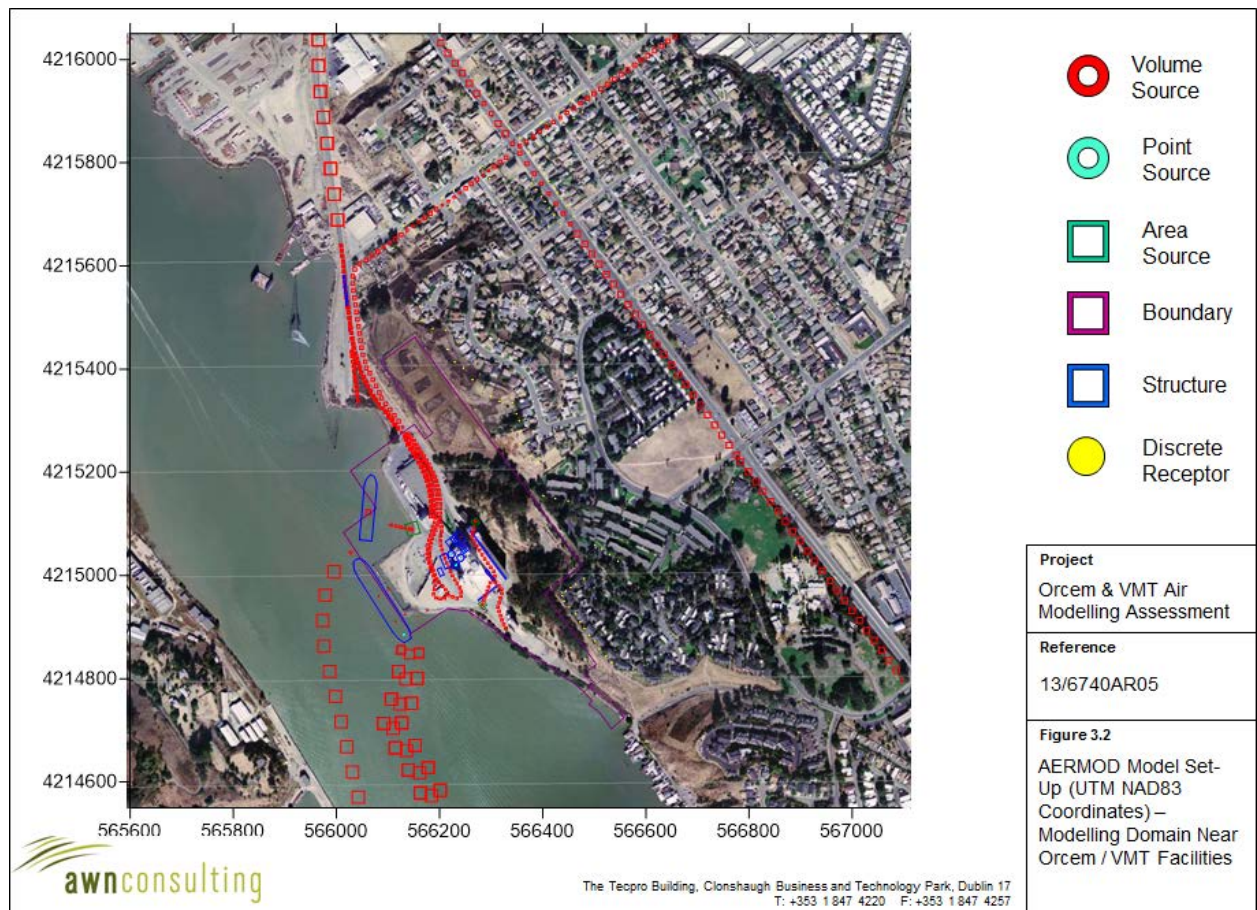 4216000
4215800
4215600
4215400
4215200
4215000
4214800
4214600
565600 565800 566000 566200 566400 566600 566800 567000
Volume
Source
Point
Source
Area
Source
Boundary
Structure
Discrete
Receptor
Project
Orcem & VMT Air
Modelling Assessment
Reference
13/6740AR05
Figure 3.2
AERMOD Model Set-
Up (UTM NAD83
Coordinates) –
Modelling Domain Near
Orcem / VMT Facilities
awnconsulting
The Tecpro Building, Clonshaugh Business and Technology Park, Dublin 17
T: +353 1 847 4220 F: +353 1 847 4257